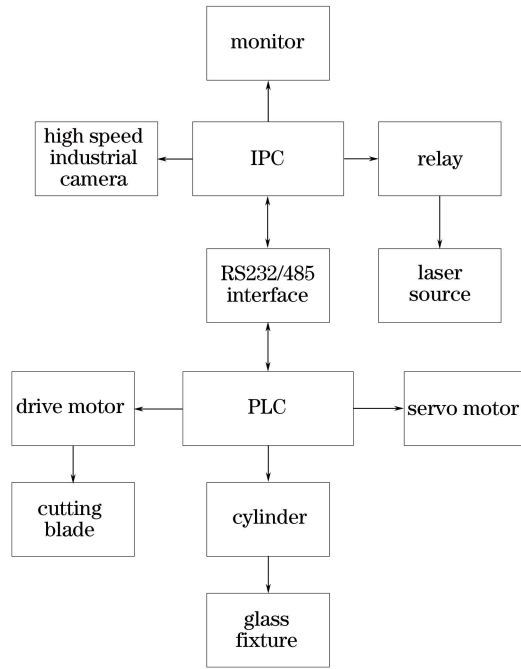 monitor
high speed
industrial
camera
IPC
relay
RS232/485
interface
laser
source
drive motor
PLC
servo motor
cutting
blade
cylinder
glass
fixture